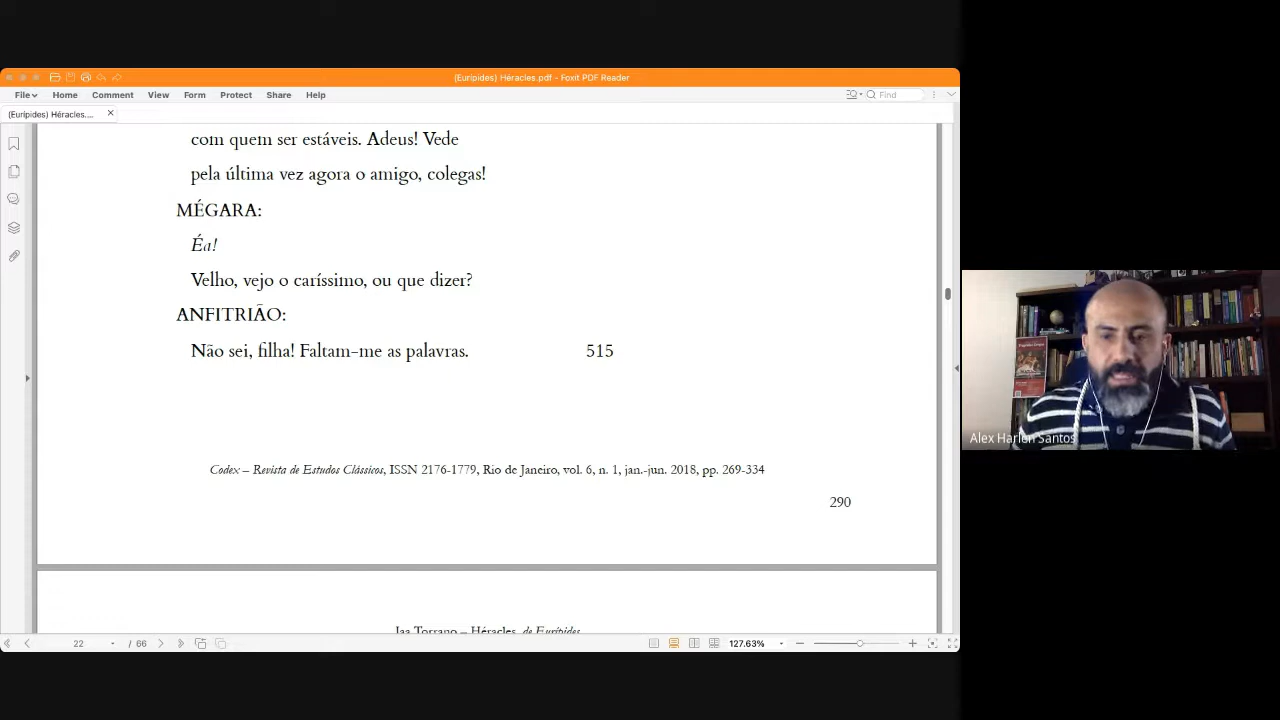 (Eurípides) Héracles.pdf - Foxit PDF Reader
File Home Comment View Form Protect Share Help Find
(Eurípides) Héracles....
com quem ser estáveis. Adeus! Vede
pela última vez agora o amigo, colegas!
MÉGARA:
Éa!
Velho, vejo o caríssimo, ou que dizer?
ANFITRIÃO:
Não sei, filha! Faltam-me as palavras. 515
Codex – Revista de Estudos Clássicos, ISSN 2176-1779, Rio de Janeiro, vol. 6, n. 1, jan.-jun. 2018, pp. 269-334
290
Jaa Torrano – Héracles, de Eurípides
22 / 66 127.63%
Alex Harlen Santos